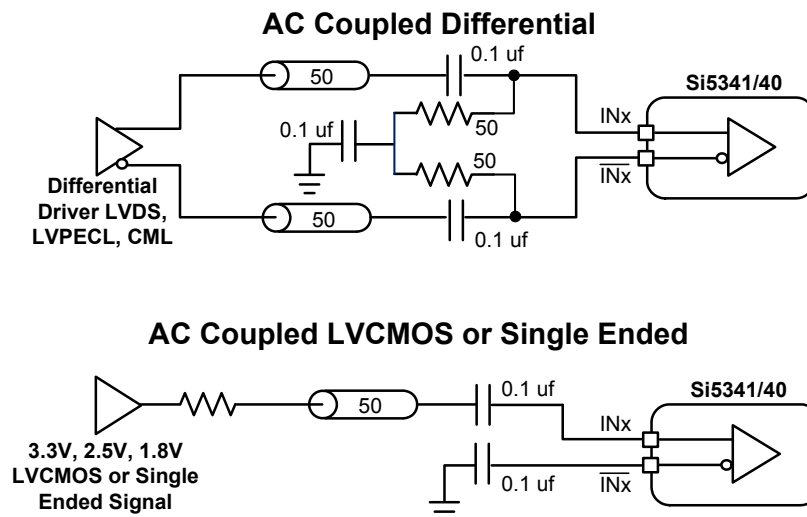 AC Coupled Differential
0.1 uf
50
Si5341/40
INx
0.1 uf
50
50
INx
Differential
Driver LVDS,
LVPECL, CML
50
0.1 uf
AC Coupled LVCMOS or Single Ended
0.1 uf
Si5341/40
50
INx
3.3V, 2.5V, 1.8V
LVCMOS or Single
Ended Signal
0.1 uf
INx